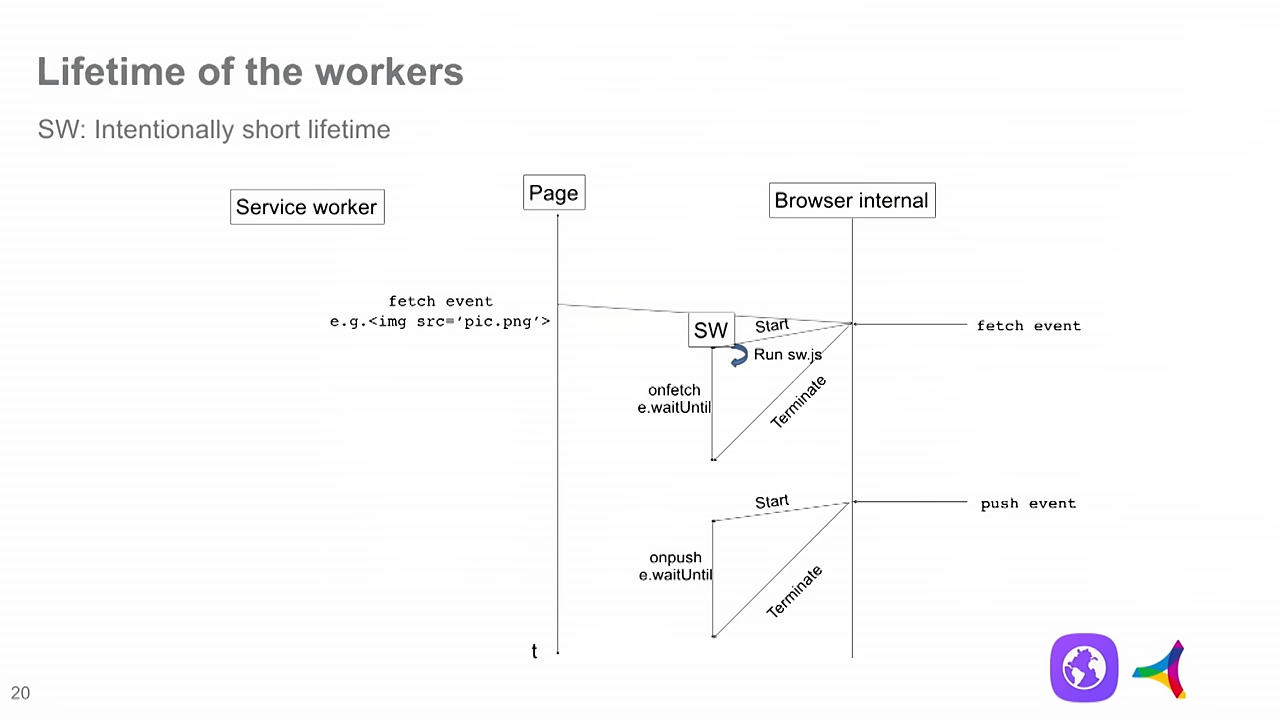 Lifetime of the workers
SW: Intentionally short lifetime
Service worker
Page
Browser internal
fetch event
e.g.<img src=‘pic.png’>
SW
Start
Run sw.js
fetch event
onfetch
e.waitUntil
Terminate
Start
push event
onpush
e.waitUntil
Terminate
t
20